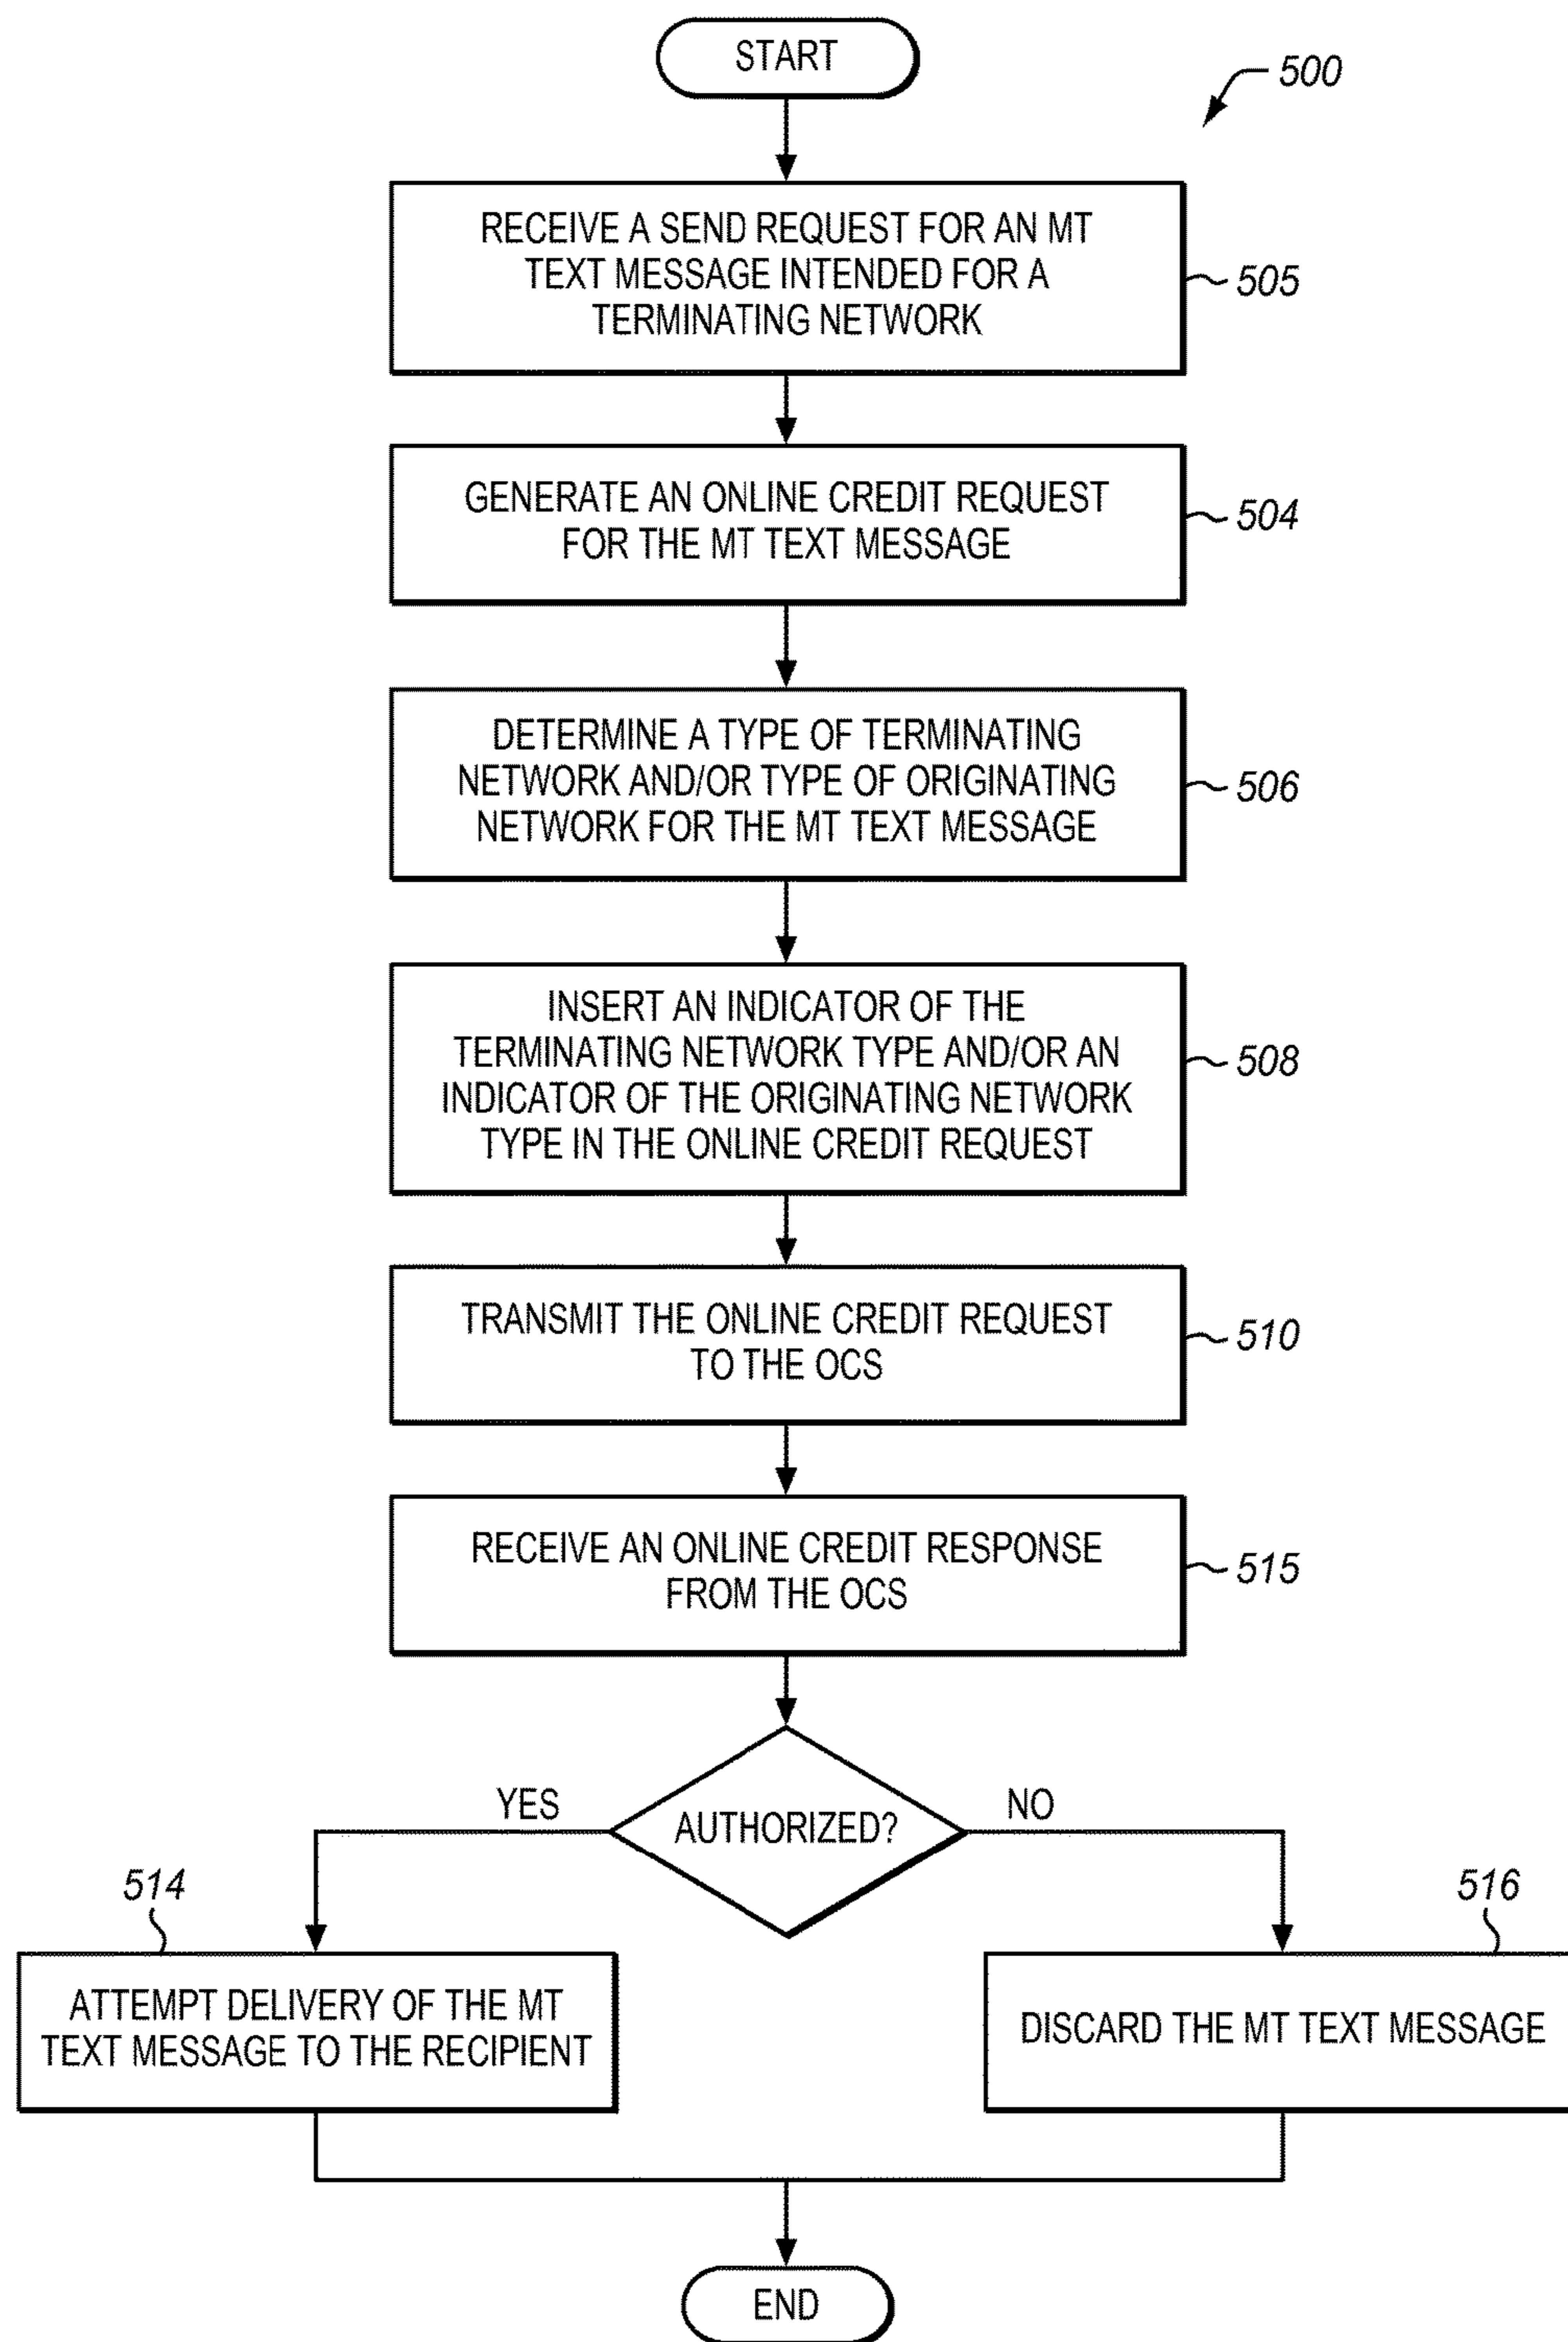 START
500
RECEIVE A SEND REQUEST FOR AN MT
TEXT MESSAGE INTENDED FOR A
TERMINATING NETWORK
505
GENERATE AN ONLINE CREDIT REQUEST
FOR THE MT TEXT MESSAGE
504
DETERMINE A TYPE OF TERMINATING
NETWORK AND/OR TYPE OF ORIGINATING
NETWORK FOR THE MT TEXT MESSAGE
506
INSERT AN INDICATOR OF THE
TERMINATING NETWORK TYPE AND/OR AN
INDICATOR OF THE ORIGINATING NETWORK
TYPE IN THE ONLINE CREDIT REQUEST
508
TRANSMIT THE ONLINE CREDIT REQUEST
TO THE OCS
510
RECEIVE AN ONLINE CREDIT RESPONSE
FROM THE OCS
515
AUTHORIZED?
YES
NO
514
ATTEMPT DELIVERY OF THE MT
TEXT MESSAGE TO THE RECIPIENT
516
DISCARD THE MT TEXT MESSAGE
END